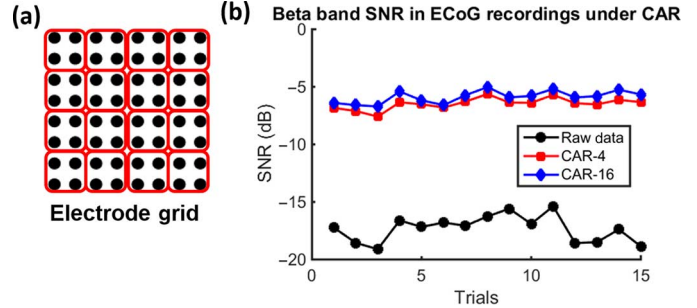 (a)
Electrode grid
(b)
Beta band SNR in ECoG recordings under CAR
0
−5
−10
−15
−20
SNR (dB)
Raw data
CAR-4
CAR-16
0 5 10 15
Trials